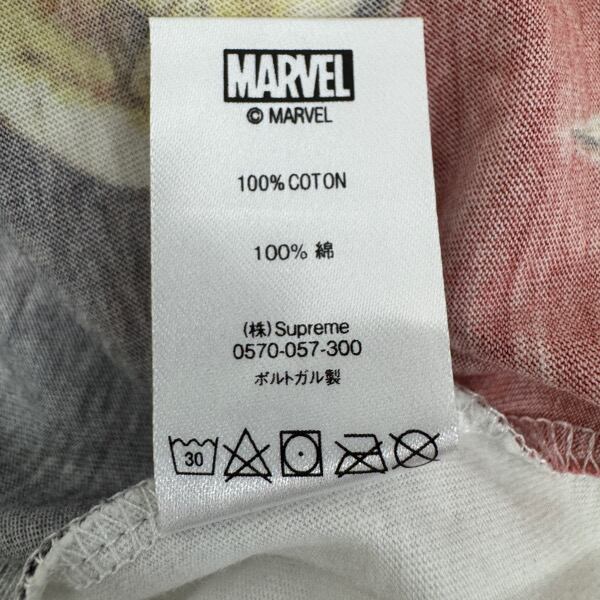 MARVEL
© MARVEL
100% COTON
100% 綿
(株)Supreme
0570-057-300
ポルトガル製
30